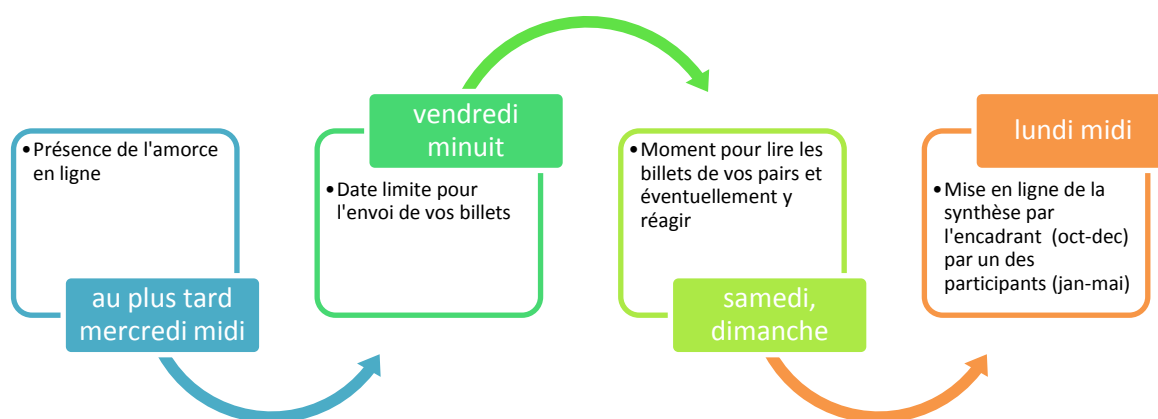 •Présence de l'amorce
en ligne
au plus tard
mercredi midi
vendredi
minuit
•Date limite pour
l'envoi de vos billets
•Moment pour lire les
billets de vos pairs et
éventuellement y
réagir
samedi,
dimanche
lundi midi
•Mise en ligne de la
synthèse par
l'encadrant (oct-dec)
par un des
participants (jan-mai)